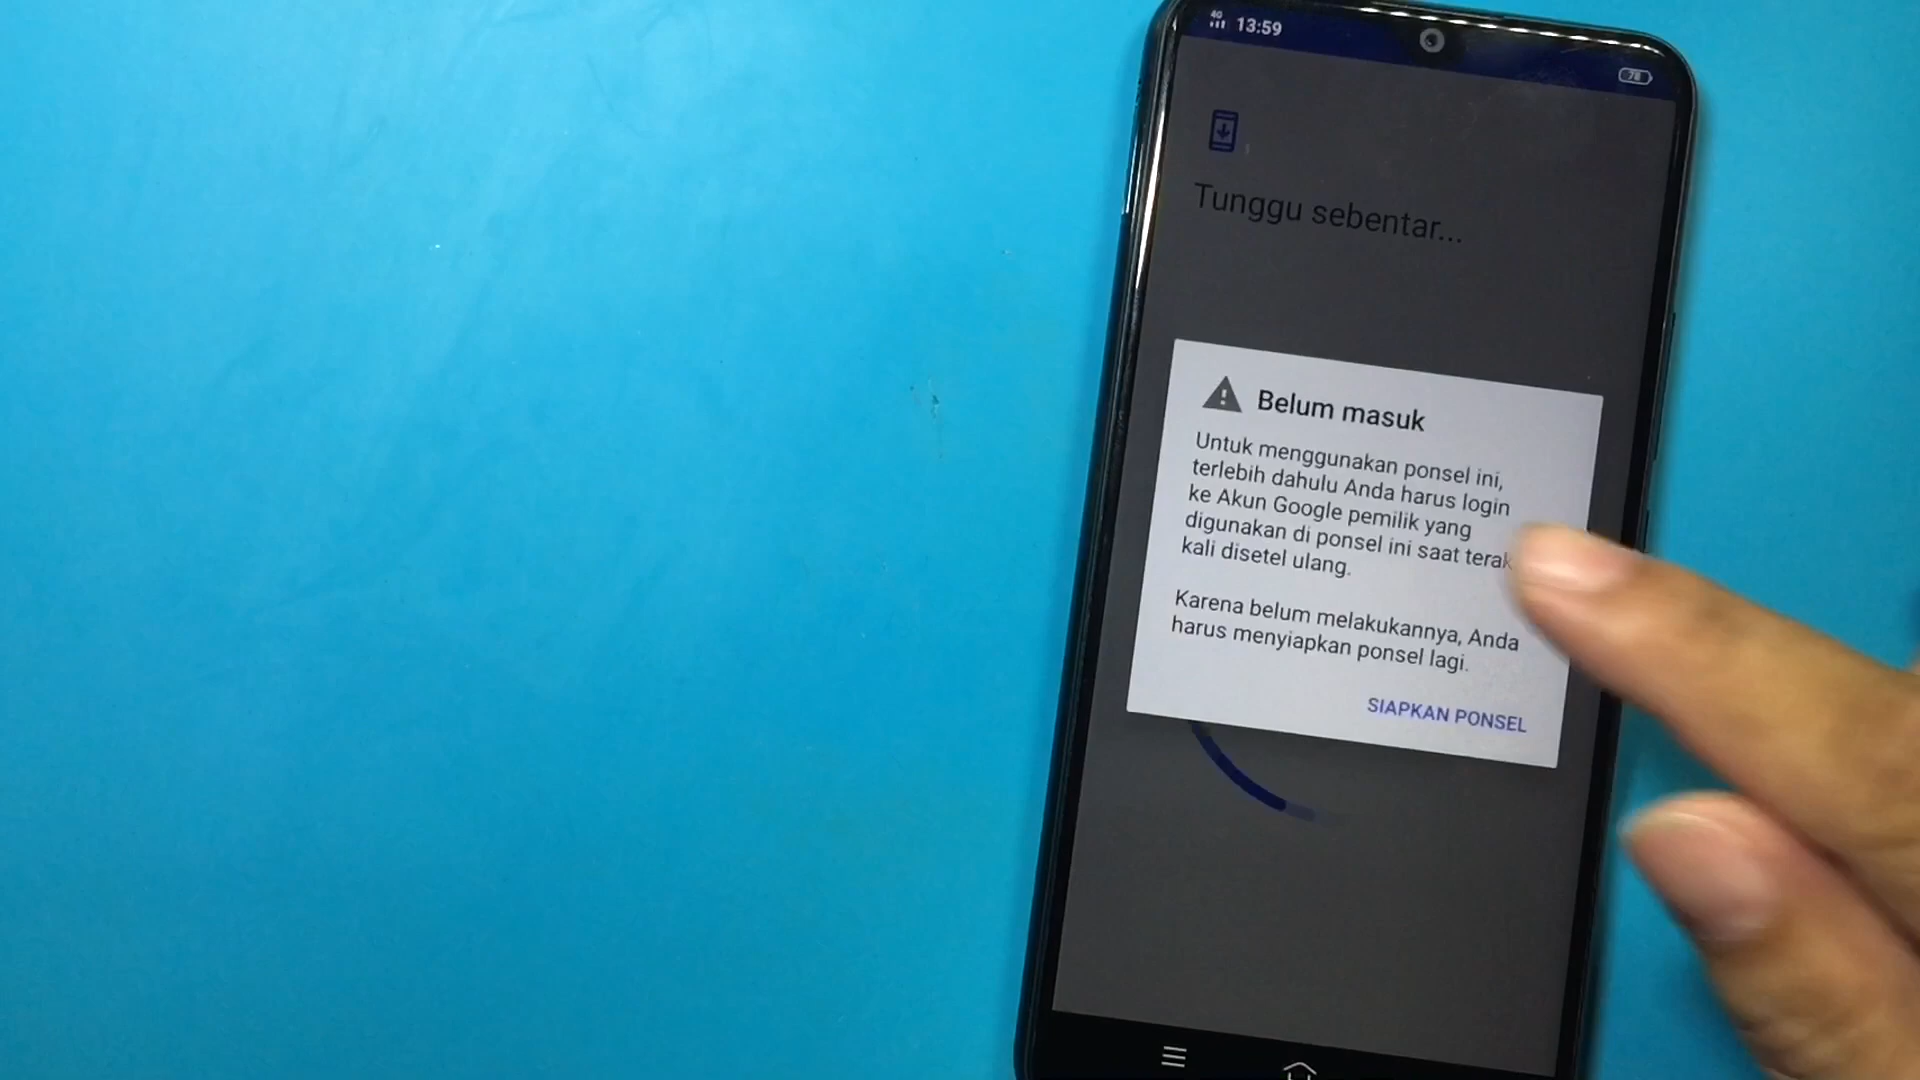 4G 13:59
78
Tunggu sebentar...
Belum masuk
Untuk menggunakan ponsel ini,
terlebih dahulu Anda harus login
ke Akun Google pemilik yang
digunakan di ponsel ini saat
kali disetel ulang.
Karena belum melakukannya, Anda
harus menyiapkan ponsel lagi.
SIAPKAN PONSEL